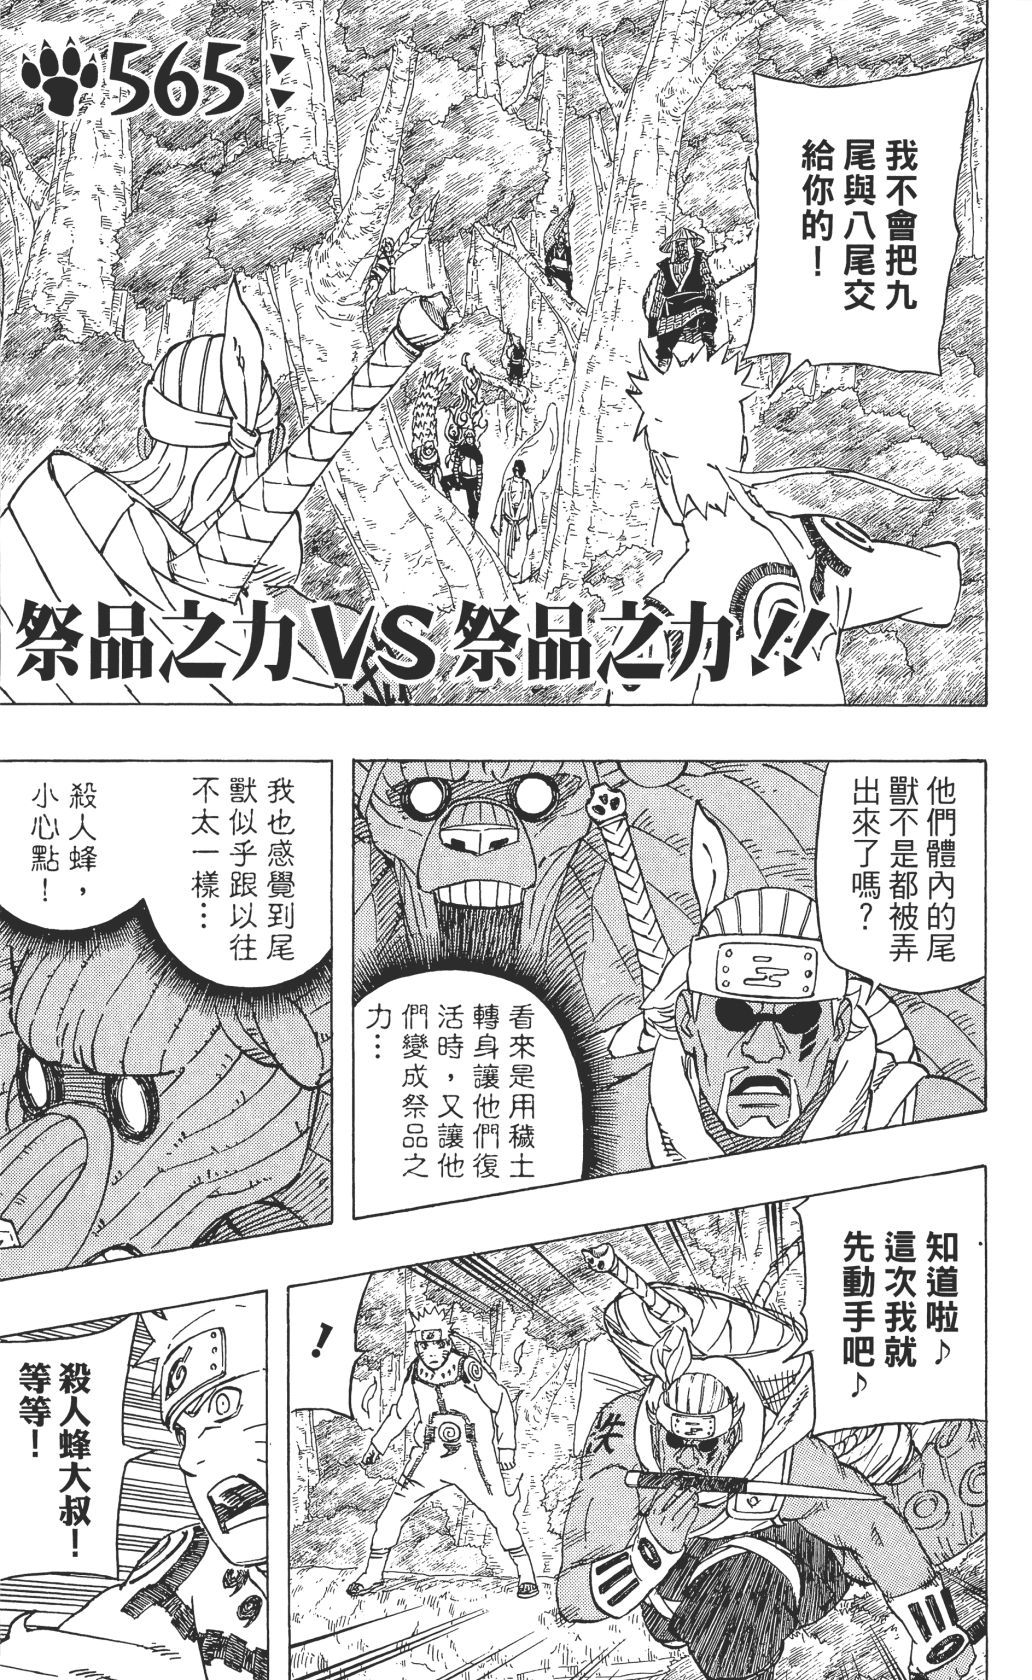 565:
我不會把九
尾與八尾交
給你的！
祭品之力VS祭品之力!!
他們體內的尾
獸不是都被弄
出來了嗎？
看來是用穢土
轉身讓他們復
活時，又讓他
們變成祭品之
力…
我也感覺到尾
獸似乎跟以往
不太一樣…
殺人蜂，
小心點！
知道啦♪
這次我就
先動手吧♪
！
殺人蜂大叔！
等等！